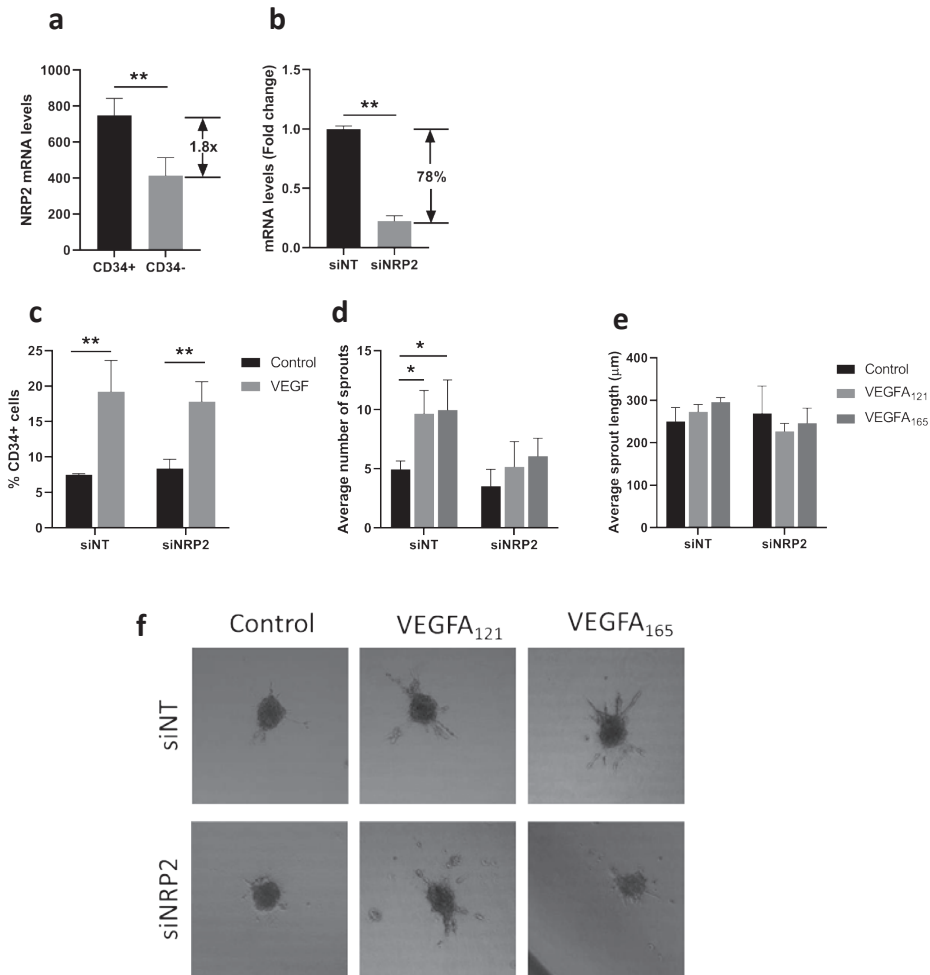 a
NRP2 mRNA levels
1000
800
600
400
200
0
**
1.8x
CD34+ CD34-
b
mRNA levels (Fold change)
1.5
1.0
0.5
0.0
**
78%
siNT siNRP2
c
% CD34+ cells
25
20
15
10
5
0
** **
siNT siNRP2
Control
VEGF
d
Average number of sprouts
15
10
5
0
*
*
siNT siNRP2
e
Average sprout length (μm)
400
300
200
100
0
siNT siNRP2
Control
VEGFA₁₂₁
VEGFA₁₆₅
f
Control VEGFA₁₂₁ VEGFA₁₆₅
siNT
siNRP2